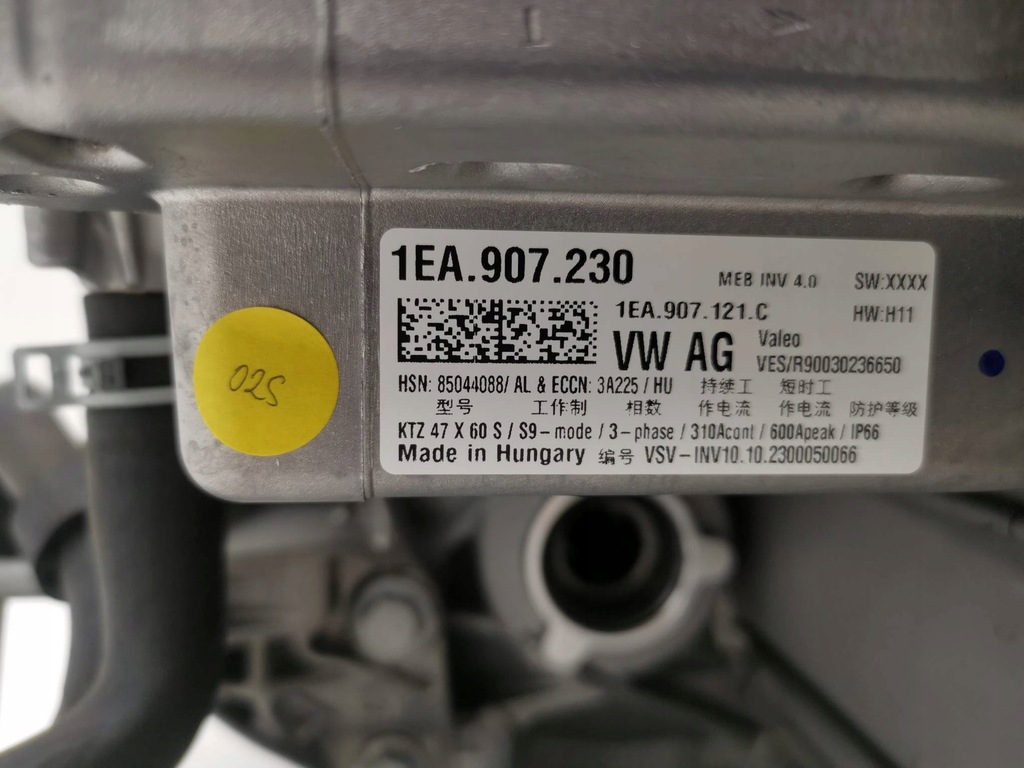 1EA.907.230
MEB INV 4.0
SW:XXXX
1EA.907.121.C
HW:H11
VW AG
Valeo
VES/R90030236650
HSN: 85044088/ AL & ECCN: 3A225 / HU 持续工 短时工
型号 工作制 相数 作电流 作电流 防护等级
KTZ 47 X 60 S / S9-mode / 3-phase / 310Acont / 600Apeak / IP66
Made in Hungary 编号 VSV-INV10.10.2300050066
02S